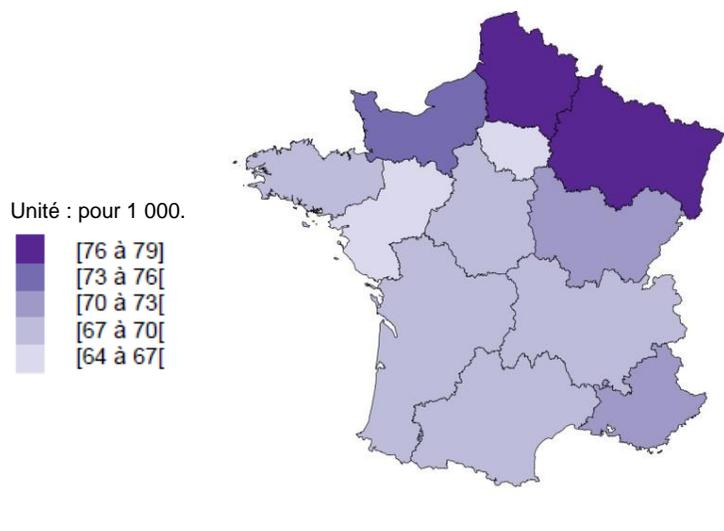 Unité : pour 1 000.
[76 à 79]
[73 à 76[
[70 à 73[
[67 à 70[
[64 à 67[